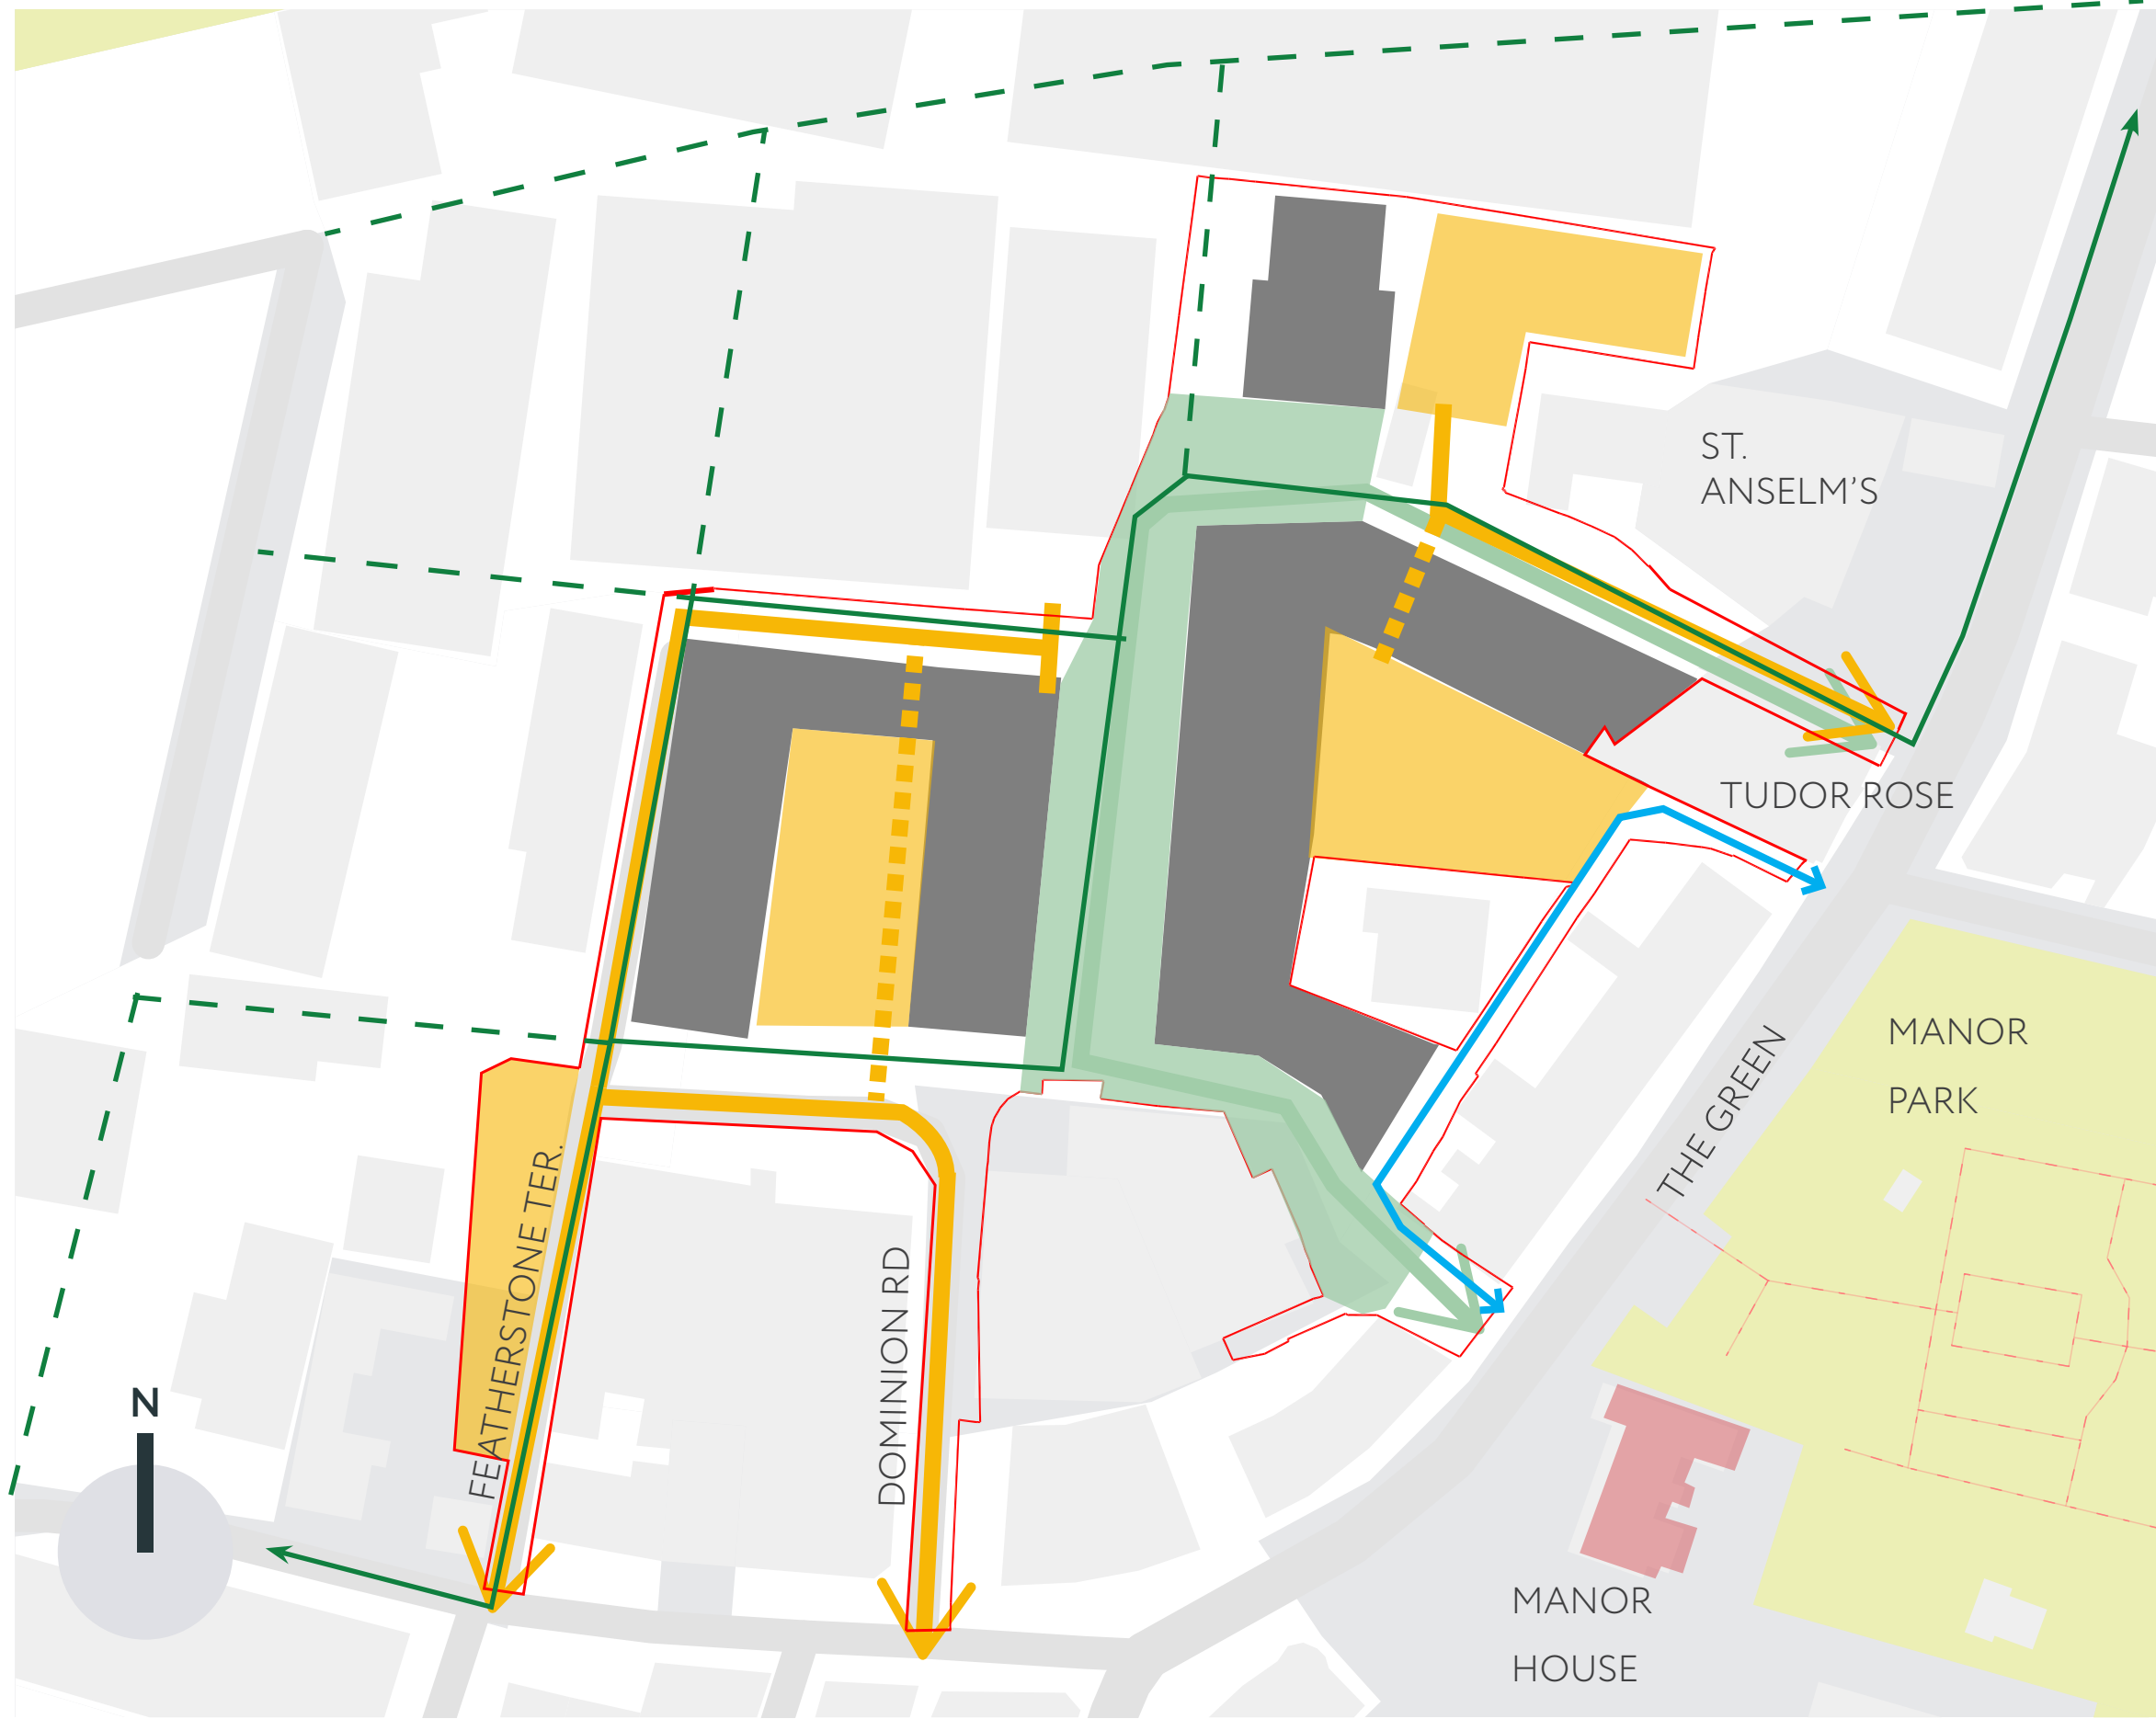 ST.
ANSELM’S
TUDOR ROSE
MANOR
PARK
THE GREEN
FEATHERSTONE TER.
DOMINION RD
N
MANOR
HOUSE